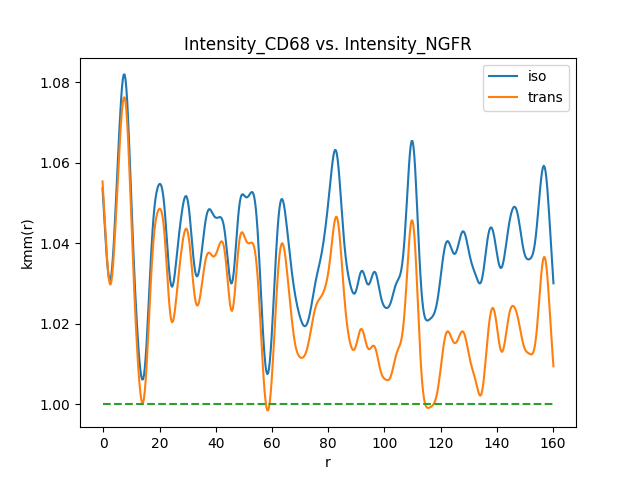 Intensity_CD68 vs. Intensity_NGFR
iso
trans
1.08
1.06
1.04
1.02
1.00
kmm(r)
0 20 40 60 80 100 120 140 160
r